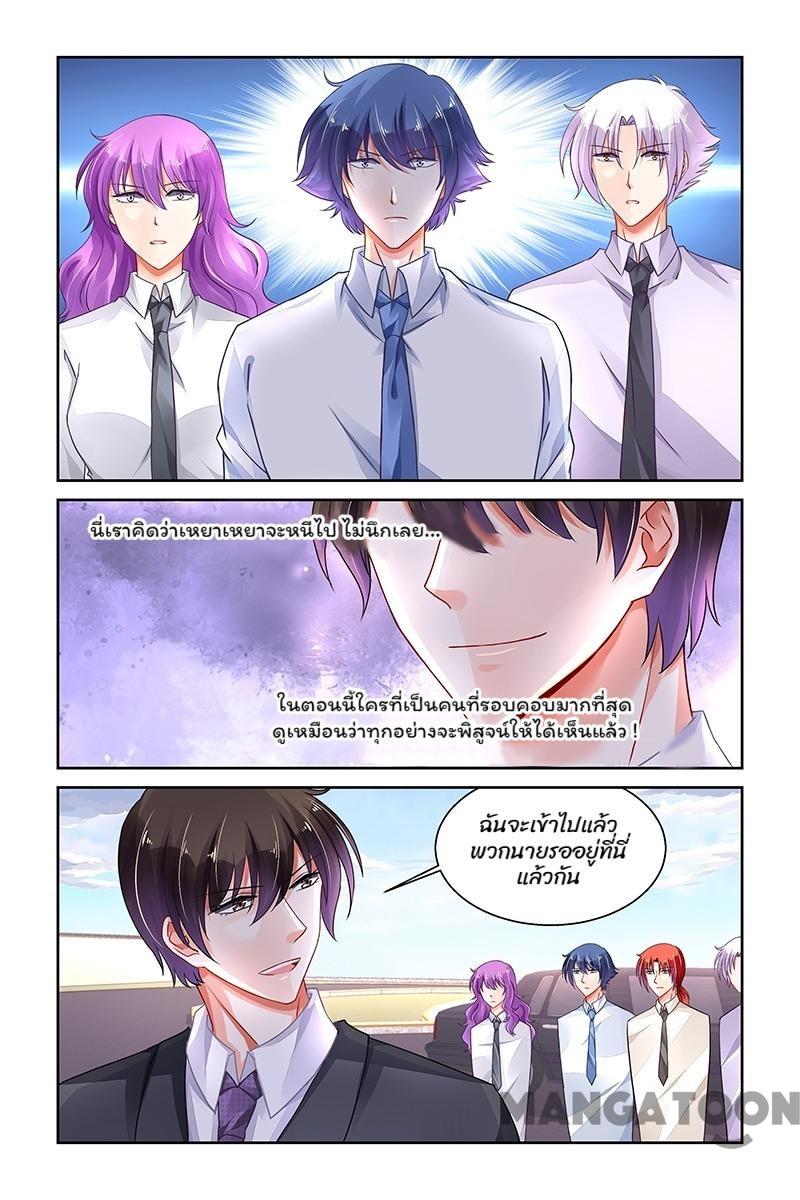 นี่เราคิดว่าเหยาเหยาจะหนีไป ไม่นึกเลย...
ในตอนนี้ใครที่เป็นคนที่รอบคอบมากที่สุด
ดูเหมือนว่าทุกอย่างจะพิสูจน์ให้ได้เห็นแล้ว !
ฉันจะเข้าไปแล้ว
พวกนายรออยู่ที่นี่
แล้วกัน
MANGATOON